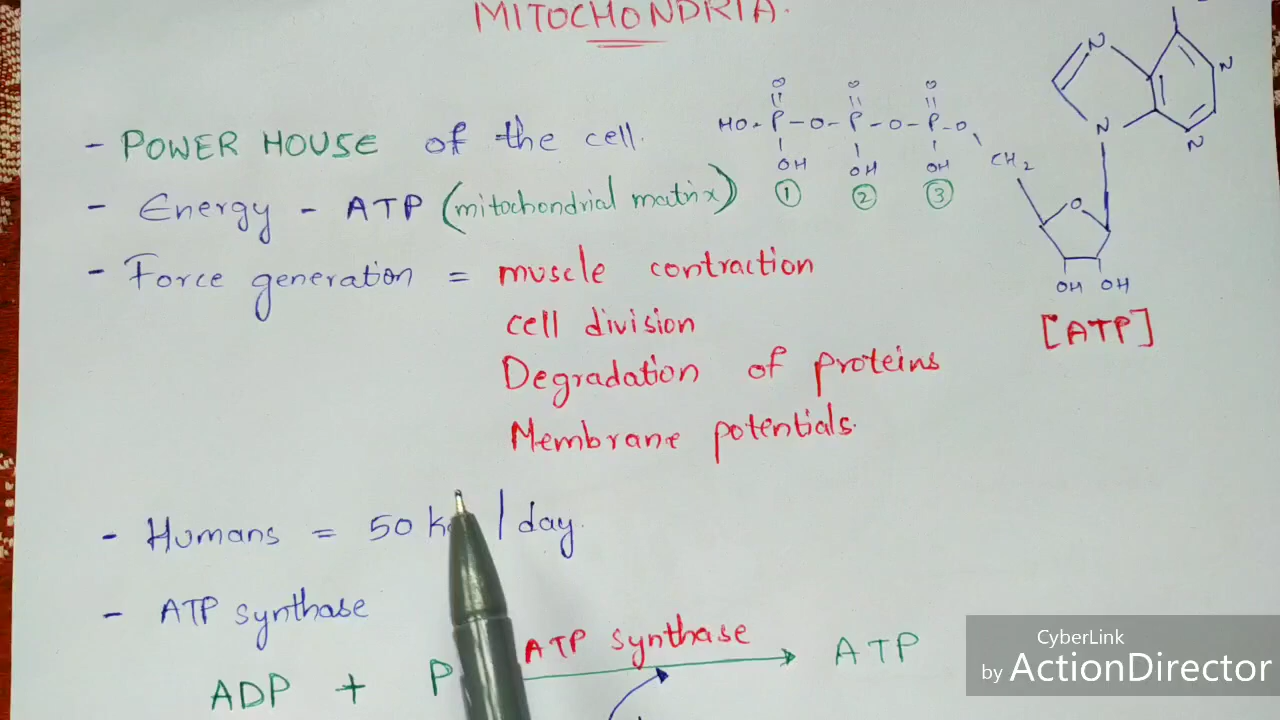 MITOCHONDRIA.
- POWER HOUSE of the cell.
- Energy - ATP (mitochondrial matrix)
- Force generation = muscle contraction
cell division
Degradation of proteins
Membrane potentials.
- Humans = 50 /day.
- ATP synthase
ADP + P ATP synthase ATP
O O O
HO-P-O-P-O-P-O
OH OH OH
① ② ③
CH2
N N
N N
O
OH OH
[ATP]
CyberLink
by ActionDirector